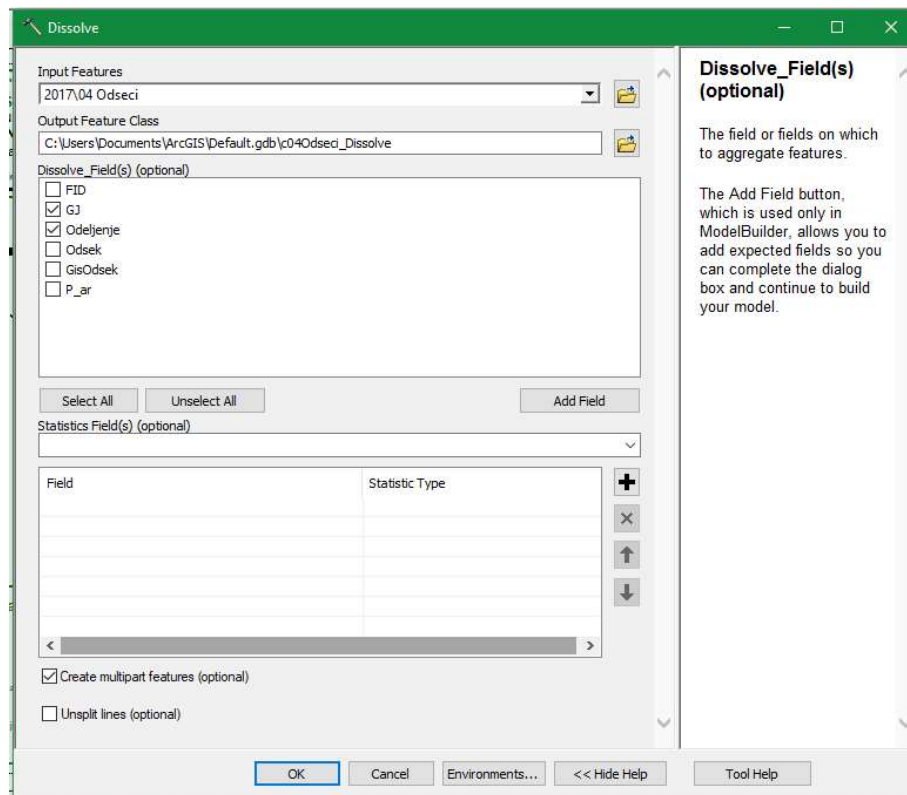 Dissolve
Input Features
2017\04 Odseci
Output Feature Class
C:\Users\Documents\ArcGIS\Default.gdb\c04Odseci_Dissolve
Dissolve_Field(s) (optional)
FID
GJ
Odeljenje
Odsek
GisOdsek
P_ar
Select All
Unselect All
Add Field
Statistics Field(s) (optional)
Field
Statistic Type
Create multipart features (optional)
Unsplit lines (optional)
OK
Cancel
Environments...
<< Hide Help
Tool Help
Dissolve_Field(s)
(optional)
The field or fields on which
to aggregate features.
The Add Field button,
which is used only in
ModelBuilder, allows you to
add expected fields so you
can complete the dialog
box and continue to build
your model.